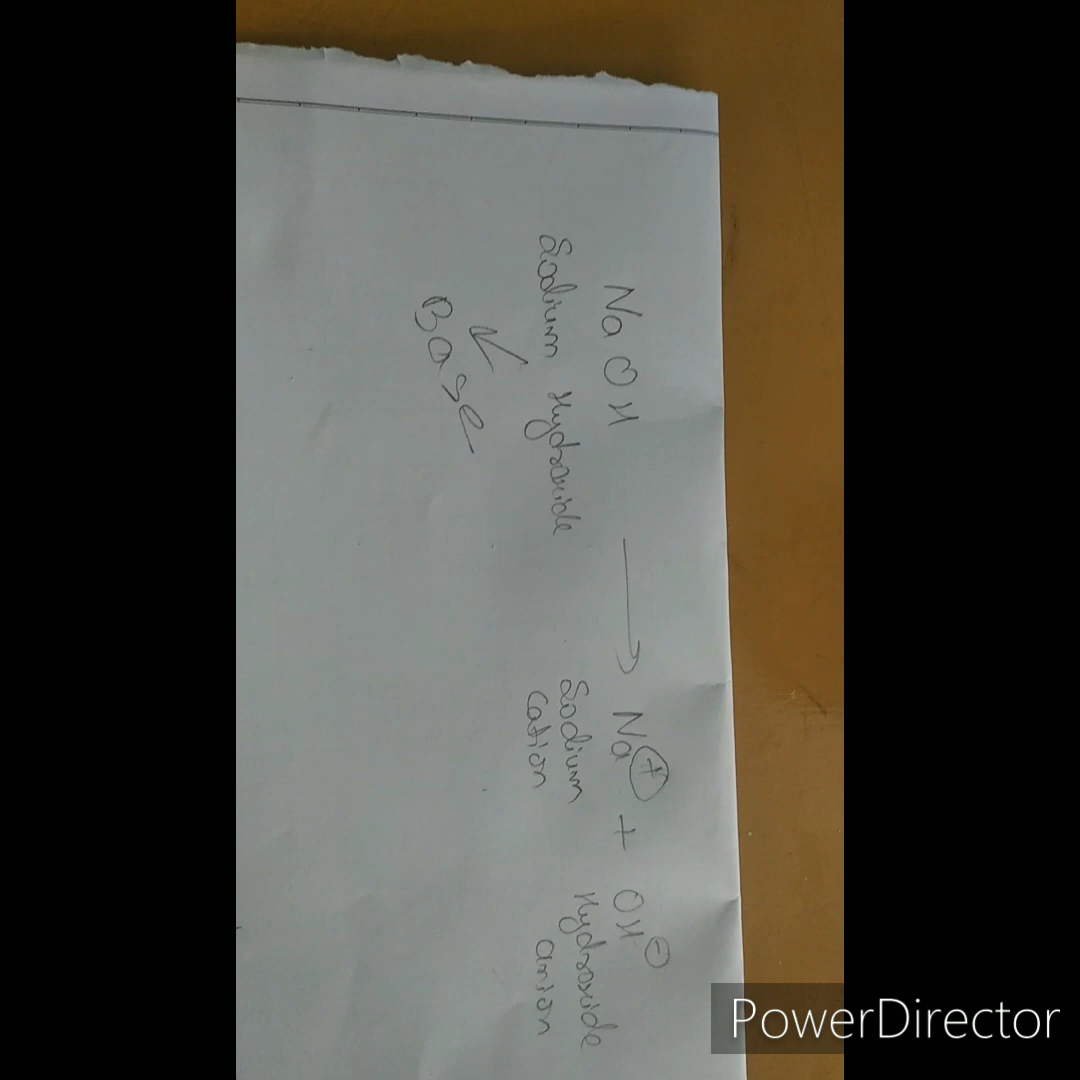 NaOH → Na⊕ + OH⊖
Sodium Hydroxide Sodium cation Hydroxide anion
Base
PowerDirector